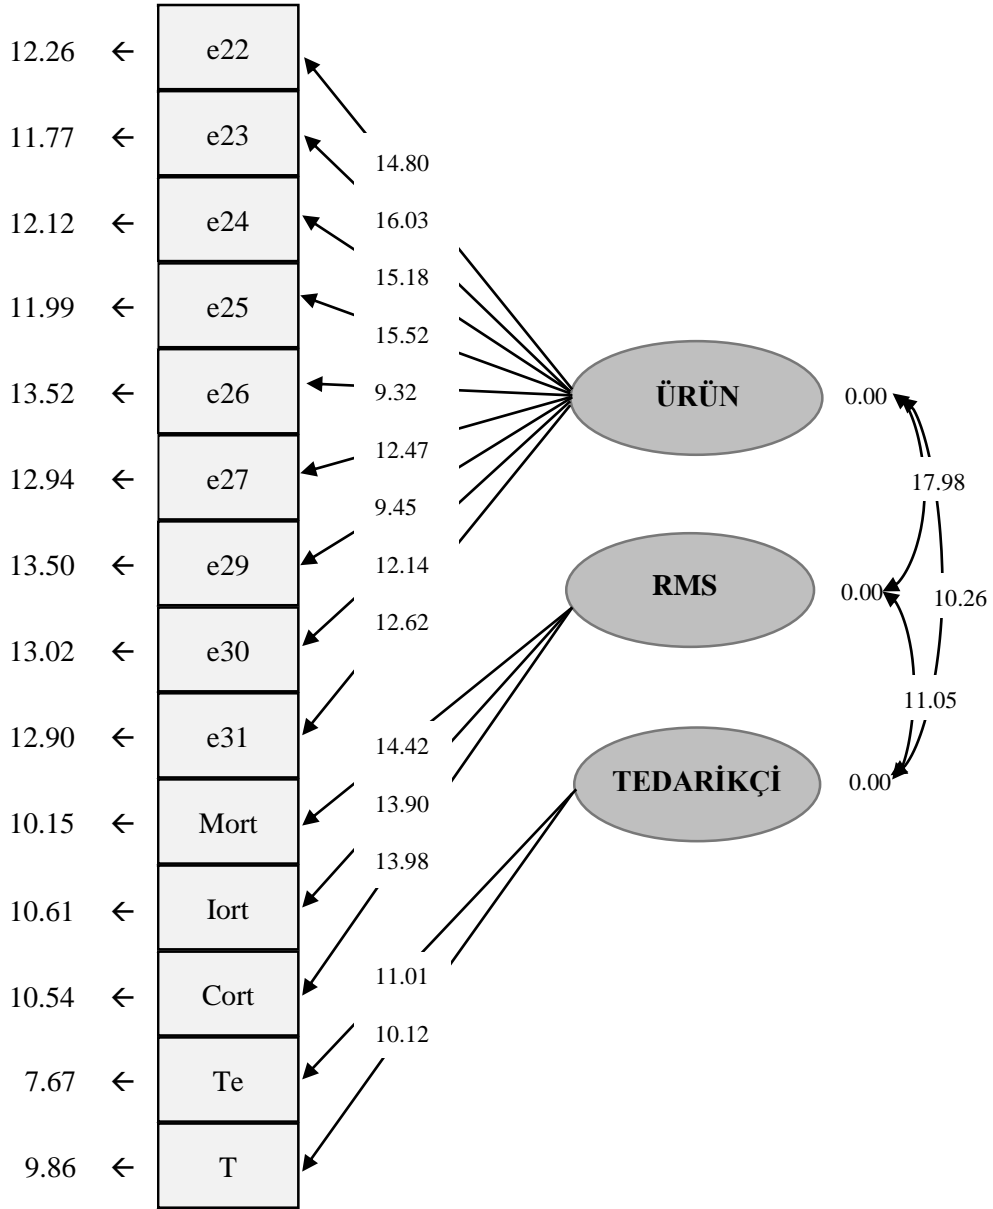 12.26 ← e22
11.77 ← e23
14.80
12.12 ← e24
16.03
15.18
11.99 ← e25
15.52
13.52 ← e26
9.32
ÜRÜN 0.00
12.94 ← e27
12.47
17.98
9.45
13.50 ← e29
12.14
RMS 0.00 10.26
12.62
13.02 ← e30
11.05
12.90 ← e31
14.42
TEDARİKÇİ 0.00
13.90
10.15 ← Mort
13.98
10.61 ← Iort
11.01
10.54 ← Cort
10.12
7.67 ← Te
9.86 ← T